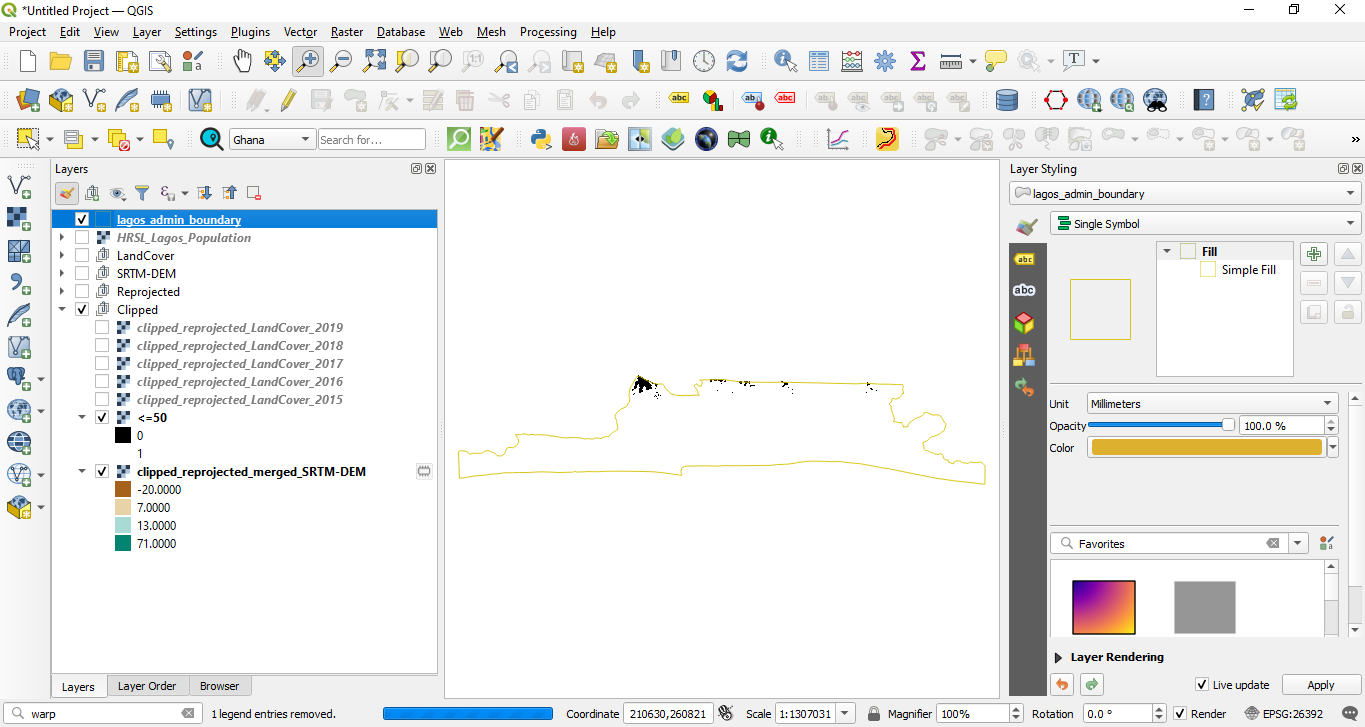 *Untitled Project — QGIS
Project Edit View Layer Settings Plugins Vector Raster Database Web Mesh Processing Help
Ghana Search for...
Layers
lagos_admin_boundary
HRSL_Lagos_Population
LandCover
SRTM-DEM
Reprojected
Clipped
clipped_reprojected_LandCover_2019
clipped_reprojected_LandCover_2018
clipped_reprojected_LandCover_2017
clipped_reprojected_LandCover_2016
clipped_reprojected_LandCover_2015
<=50
0
1
clipped_reprojected_merged_SRTM-DEM
-20.0000
7.0000
13.0000
71.0000
Layers Layer Order Browser
Layer Styling
lagos_admin_boundary
Single Symbol
Fill
Simple Fill
Unit Millimeters
Opacity 100.0 %
Color
Favorites
Layer Rendering
Live update Apply
warp 1 legend entries removed. Coordinate 210630,260821 Scale 1:1307031 Magnifier 100% Rotation 0.0 ° Render EPSG:26392